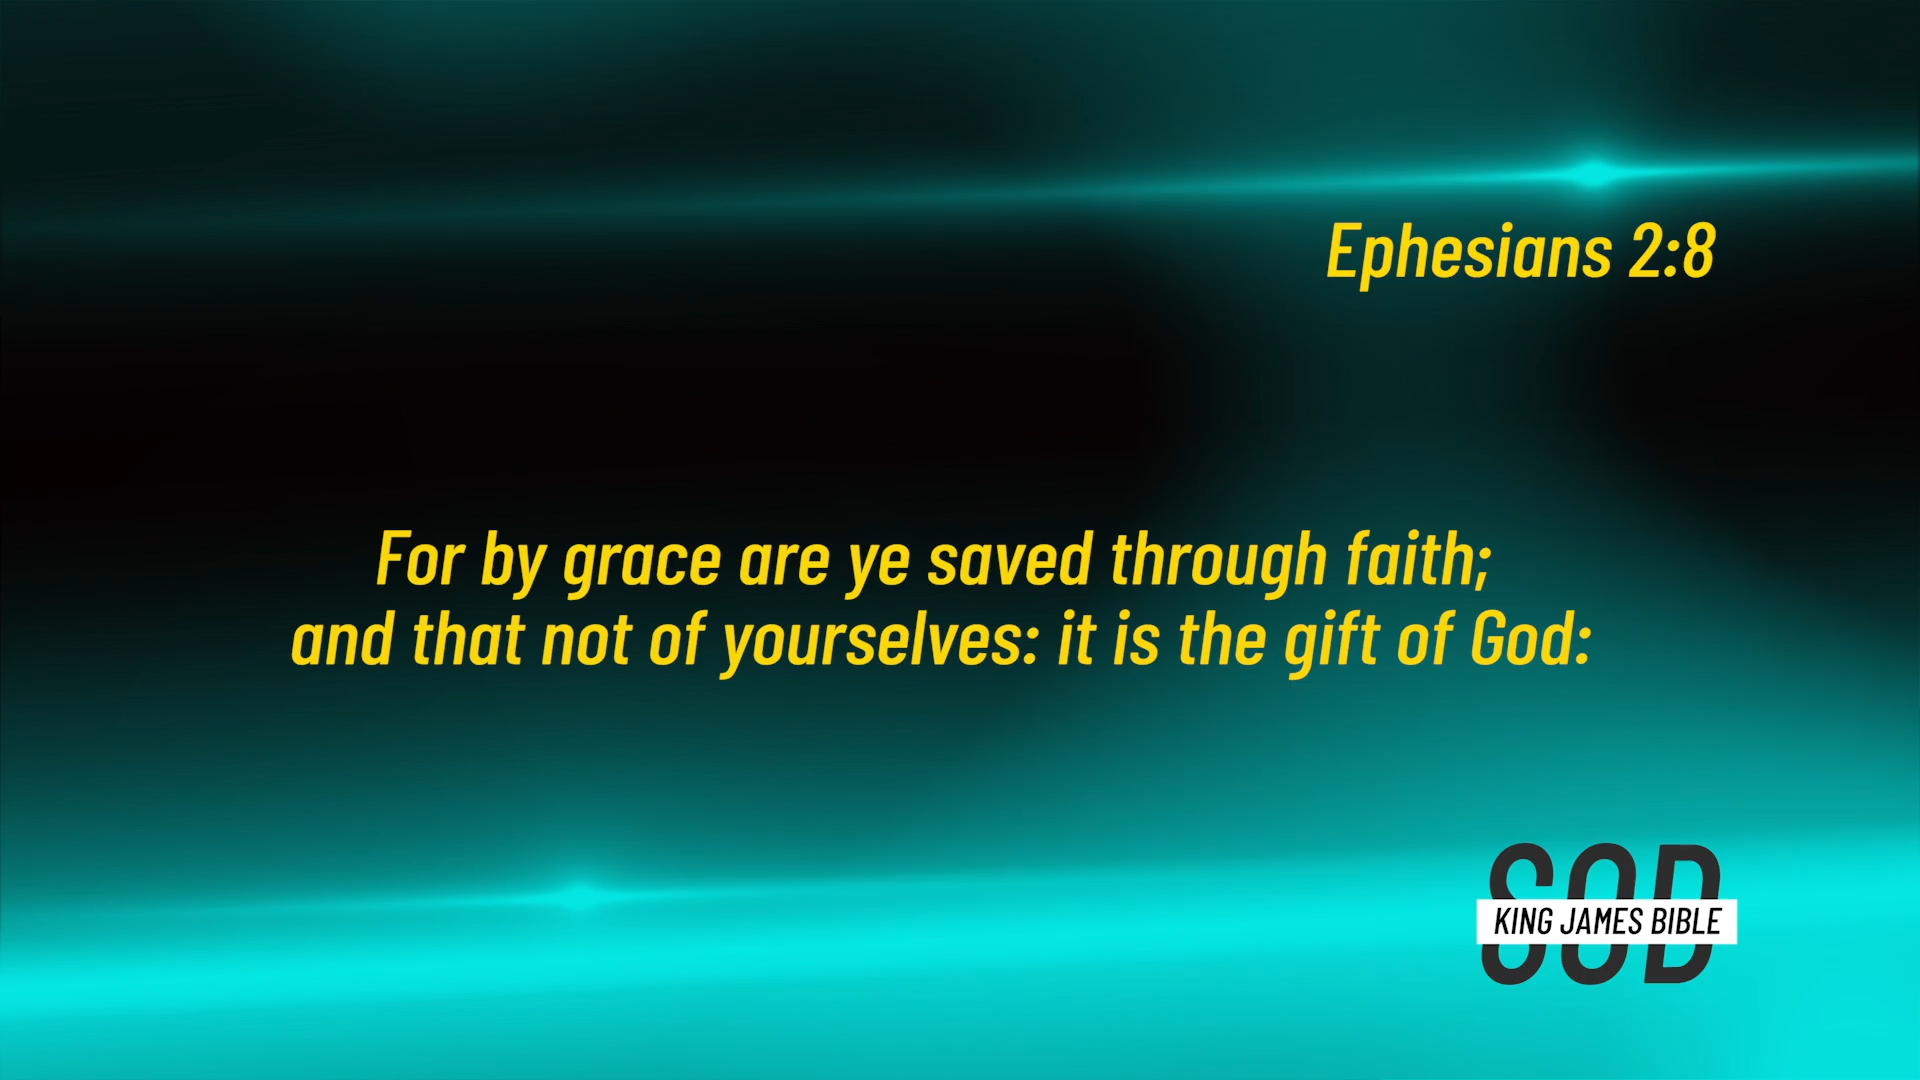 Ephesians 2:8
For by grace are ye saved through faith;
and that not of yourselves: it is the gift of God:
SOD
KING JAMES BIBLE